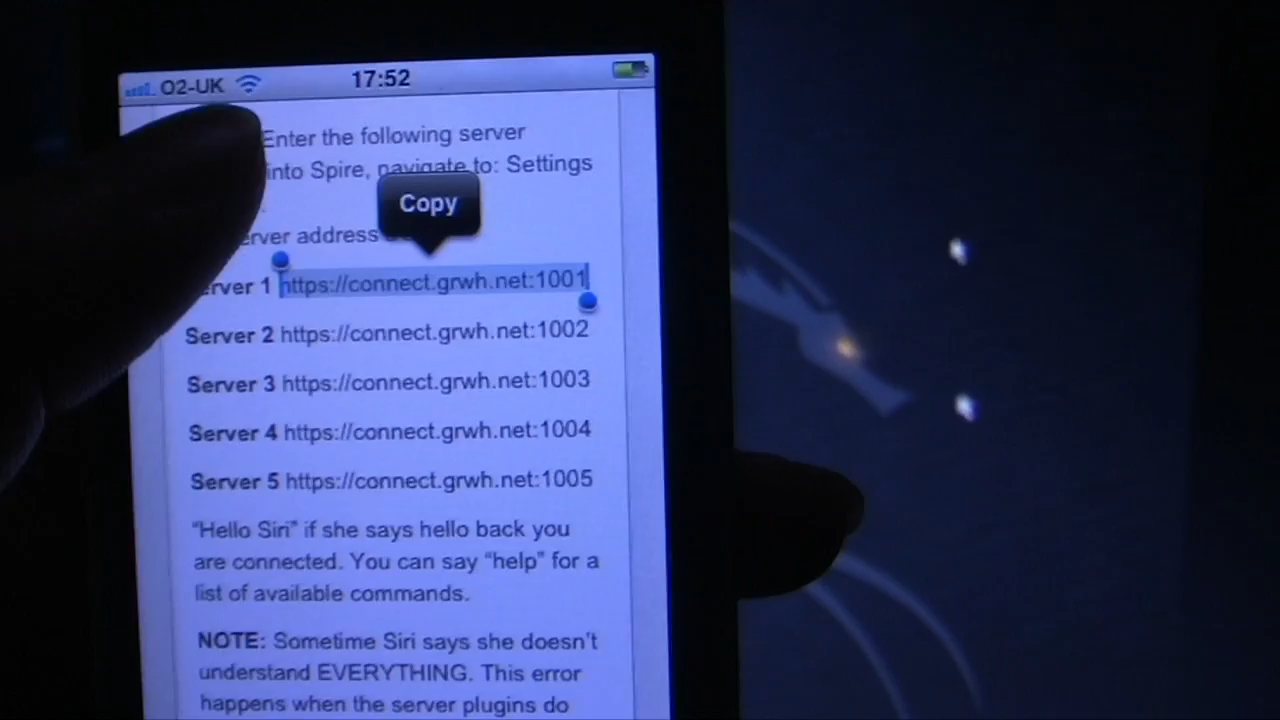 O2-UK 17:52
Enter the following server
into Spire, navigate to: Settings
Copy
server address
Server 1 https://connect.grwh.net:1001
Server 2 https://connect.grwh.net:1002
Server 3 https://connect.grwh.net:1003
Server 4 https://connect.grwh.net:1004
Server 5 https://connect.grwh.net:1005
“Hello Siri” if she says hello back you
are connected. You can say “help” for a
list of available commands.
NOTE: Sometime Siri says she doesn’t
understand EVERYTHING. This error
happens when the server plugins do